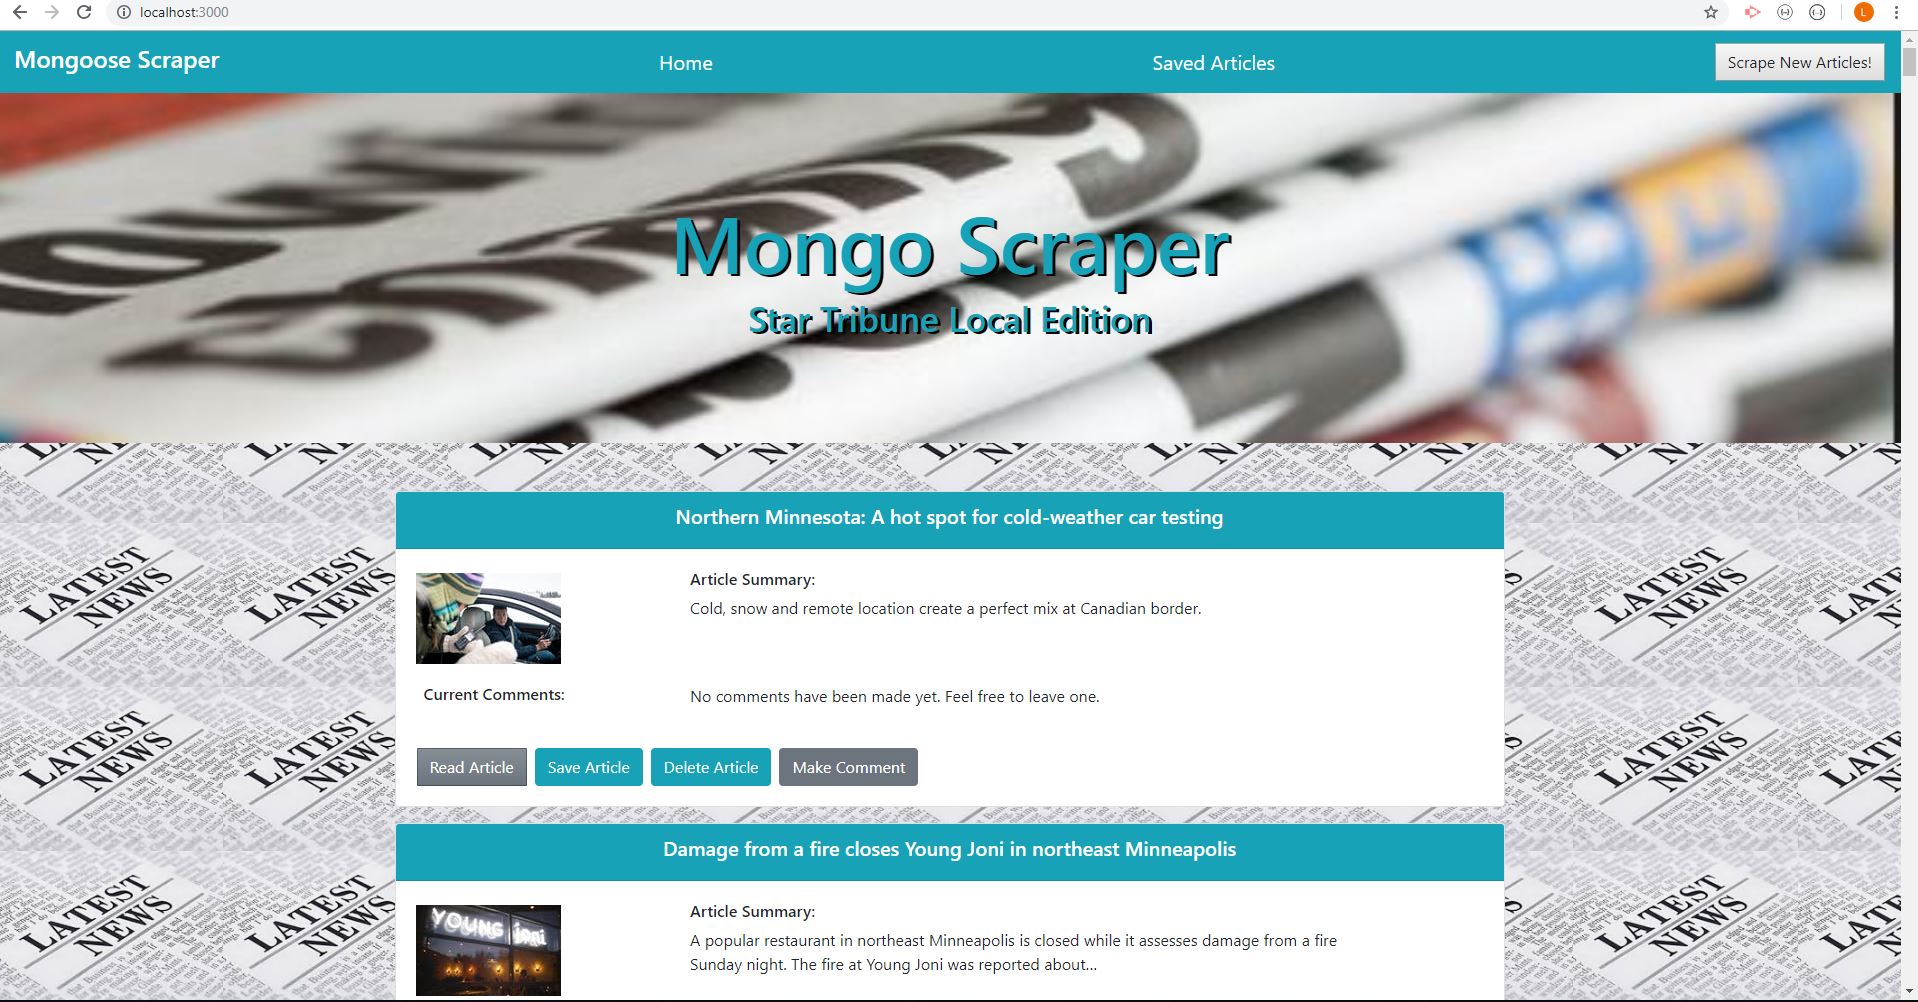 localhost:3000
L
Mongoose Scraper
Home
Saved Articles
Scrape New Articles!
Mongo Scraper
Star Tribune Local Edition
LATEST NEWS
Northern Minnesota: A hot spot for cold-weather car testing
Article Summary:
Cold, snow and remote location create a perfect mix at Canadian border.
Current Comments:
No comments have been made yet. Feel free to leave one.
Read Article
Save Article
Delete Article
Make Comment
Damage from a fire closes Young Joni in northeast Minneapolis
YOUNG joni
Article Summary:
A popular restaurant in northeast Minneapolis is closed while it assesses damage from a fire
Sunday night. The fire at Young Joni was reported about...